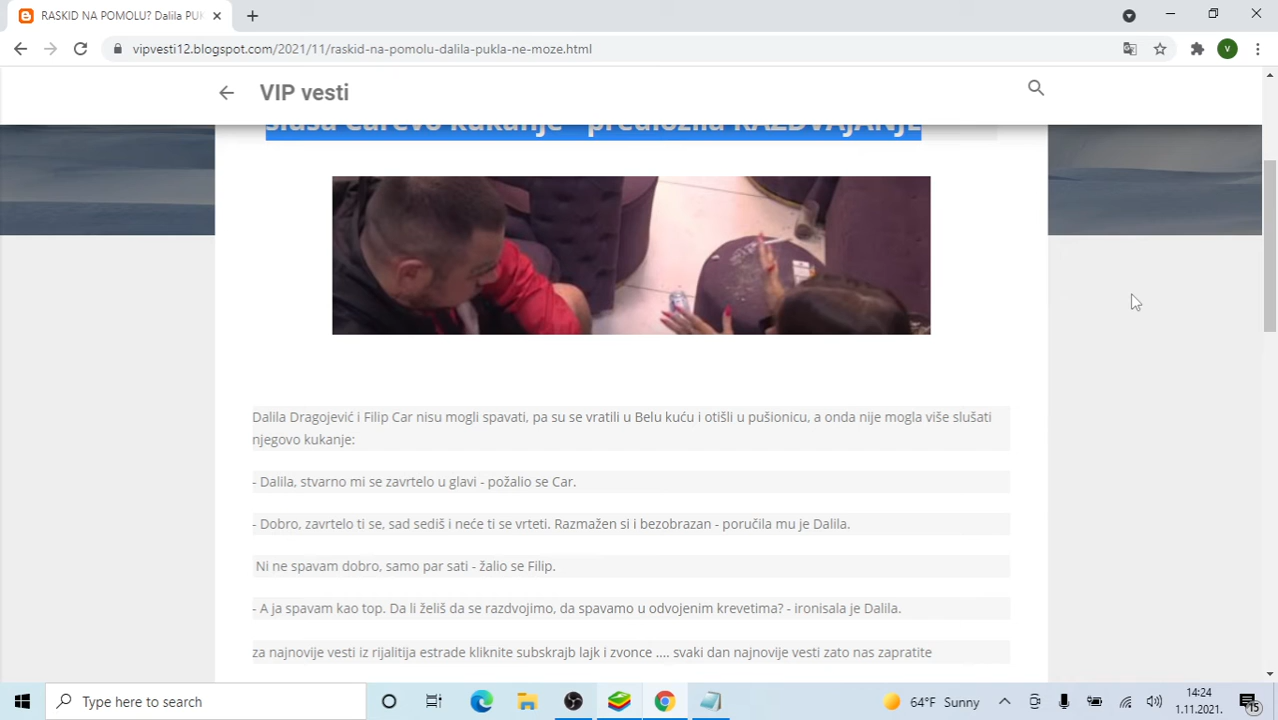 RASKID NA POMOLU? Dalila PUK
vipvesti12.blogspot.com/2021/11/raskid-na-pomolu-dalila-pukla-ne-moze.html
V
VIP vesti
sluša Carevo kukanje - predložila RAZDVAJANJE
Dalila Dragojević i Filip Car nisu mogli spavati, pa su se vratili u Belu kuću i otišli u pušionicu, a onda nije mogla više slušati
njegovo kukanje:
- Dalila, stvarno mi se zavrtelo u glavi - požalio se Car.
- Dobro, zavrtelo ti se, sad sediš i neće ti se vrteti. Razmažen si i bezobrazan - poručila mu je Dalila.
Ni ne spavam dobro, samo par sati - žalio se Filip.
- A ja spavam kao top. Da li želiš da se razdvojimo, da spavamo u odvojenim krevetima? - ironisala je Dalila.
za najnovije vesti iz rijalitija estrade kliknite subskrajb lajk i zvonce .... svaki dan najnovije vesti zato nas zapratite
Type here to search
64°F Sunny
14:24
1.11.2021.
15